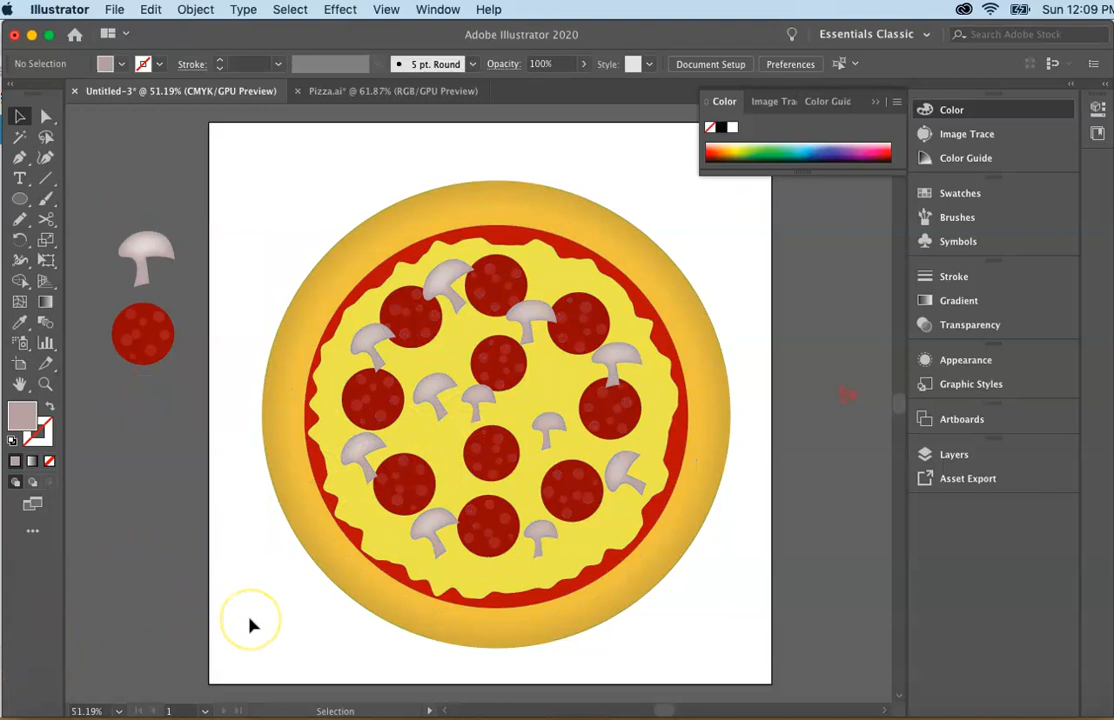 Illustrator File Edit Object Type Select Effect View Window Help Sun 12:09 PM
Adobe Illustrator 2020 Essentials Classic Search Adobe Stock
No Selection Stroke: 5 pt. Round Opacity: 100% Style: Document Setup Preferences
× Untitled-3* @ 51.19% (CMYK/GPU Preview) × Pizza.ai* @ 61.87% (RGB/GPU Preview)
Color Image Tra Color Guid
Color
Image Trace
Color Guide
Swatches
Brushes
Symbols
Stroke
Gradient
Transparency
Appearance
Graphic Styles
Artboards
Layers
Asset Export
51.19% 1 Selection